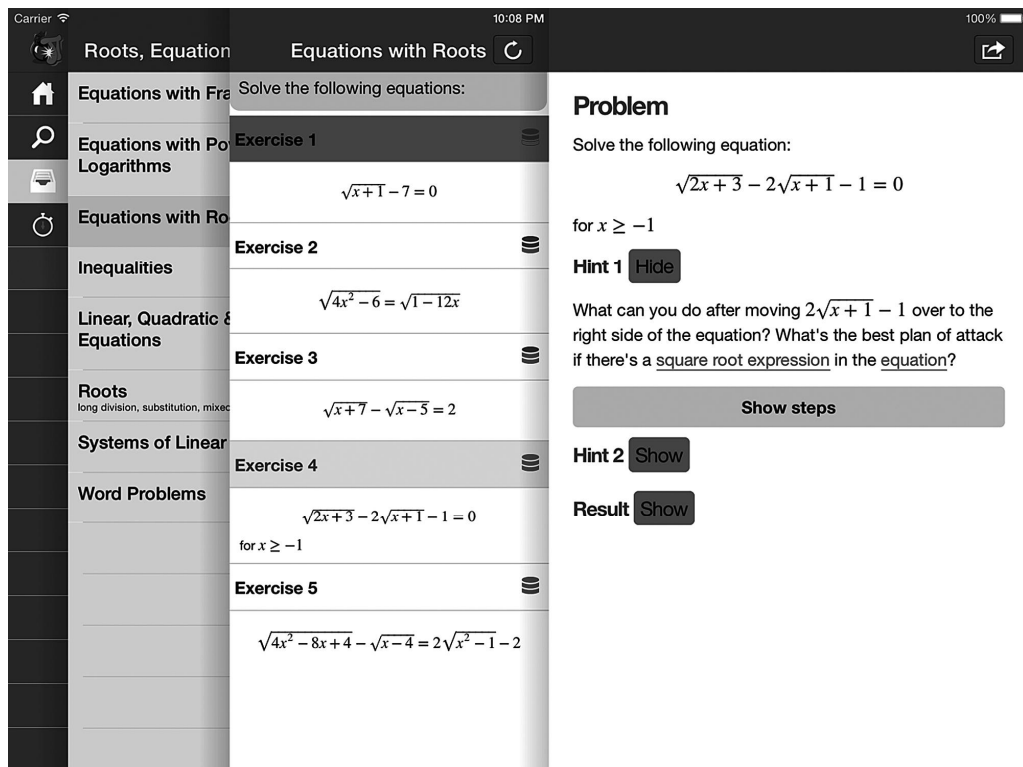 Carrier 10:08 PM 100%
Roots, Equation
Equations with Fra
Equations with Po
Logarithms
Equations with Ro
Inequalities
Linear, Quadratic &
Equations
Roots
long division, substitution, mixed
Systems of Linear
Word Problems
Equations with Roots
Solve the following equations:
Exercise 1
√(x+1) − 7 = 0
Exercise 2
√(4x² − 6) = √(1 − 12x)
Exercise 3
√(x+7) − √(x−5) = 2
Exercise 4
√(2x+3) − 2√(x+1) − 1 = 0
for x ≥ −1
Exercise 5
√(4x² − 8x + 4) − √(x−4) = 2√(x² − 1) − 2
Problem
Solve the following equation:
√(2x+3) − 2√(x+1) − 1 = 0
for x ≥ −1
Hint 1 Hide
What can you do after moving 2√(x+1) − 1 over to the
right side of the equation? What's the best plan of attack
if there's a square root expression in the equation?
Show steps
Hint 2 Show
Result Show